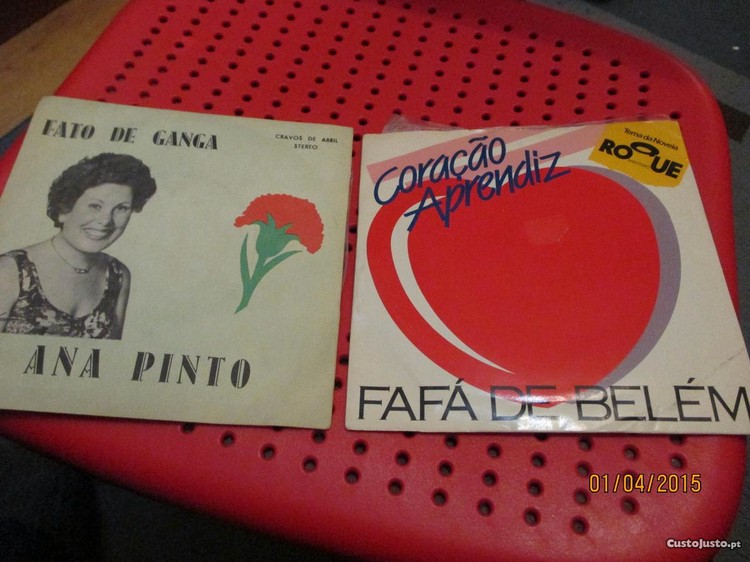 FATO DE GANGA
CRAVOS DE ABRIL
STEREO
ANA PINTO
Coração
Aprendiz
Tema da Novela
ROQUE
FAFÁ DE BELÉM
01/04/2015
CustoJusto.pt